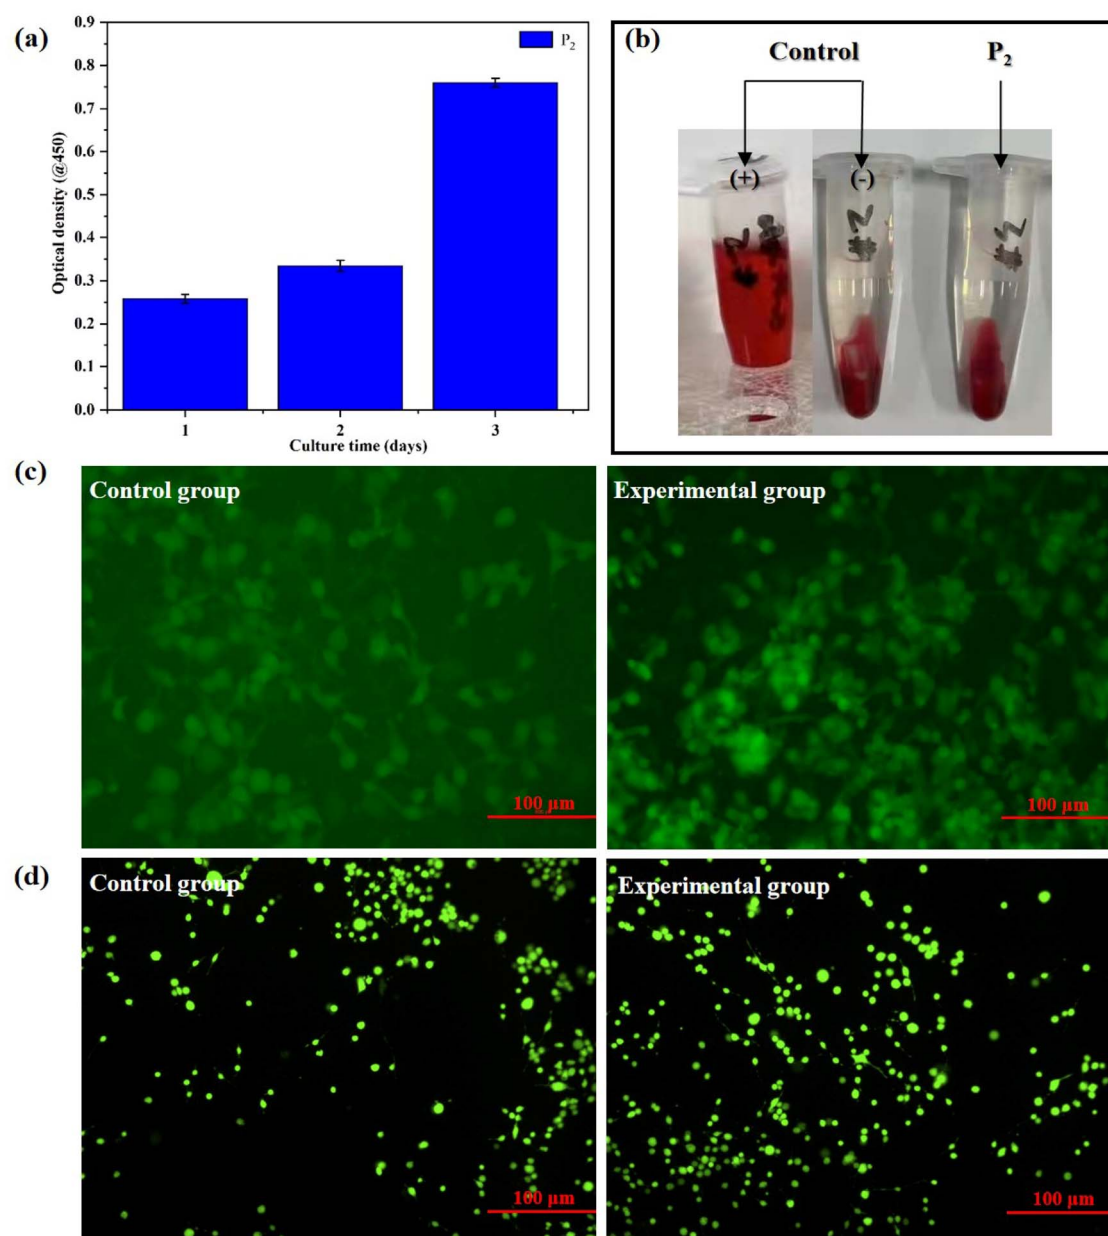 (a)
0.9
0.8
0.7
0.6
0.5
0.4
0.3
0.2
0.1
0.0
Optical density (@450)
P₂
1
2
3
Culture time (days)
(b)
Control
P₂
(+)
(-)
(c)
Control group
Experimental group
100 µm
100 µm
(d)
Control group
Experimental group
100 µm
100 µm